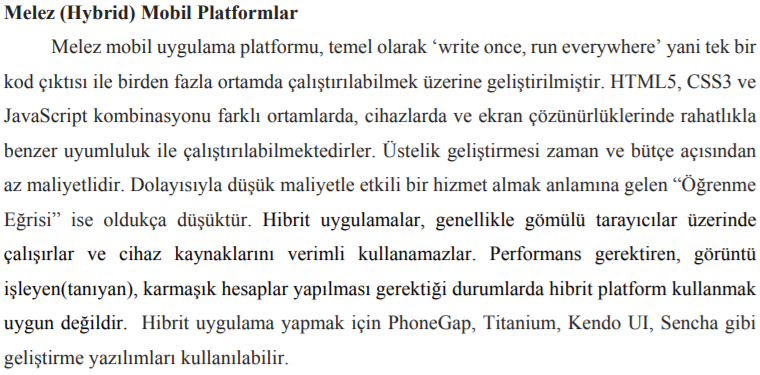 Melez (Hybrid) Mobil Platformlar
Melez mobil uygulama platformu, temel olarak ‘write once, run everywhere’ yani tek bir
kod çıktısı ile birden fazla ortamda çalıştırılabilmek üzerine geliştirilmiştir. HTML5, CSS3 ve
JavaScript kombinasyonu farklı ortamlarda, cihazlarda ve ekran çözünürlüklerinde rahatlıkla
benzer uyumluluk ile çalıştırılabilmektedirler. Üstelik geliştirmesi zaman ve bütçe açısından
az maliyetlidir. Dolayısıyla düşük maliyetle etkili bir hizmet almak anlamına gelen “Öğrenme
Eğrisi” ise oldukça düşüktür. Hibrit uygulamalar, genellikle gömülü tarayıcılar üzerinde
çalışırlar ve cihaz kaynaklarını verimli kullanamazlar. Performans gerektiren, görüntü
işleyen(tanıyan), karmaşık hesaplar yapılması gerektiği durumlarda hibrit platform kullanmak
uygun değildir. Hibrit uygulama yapmak için PhoneGap, Titanium, Kendo UI, Sencha gibi
geliştirme yazılımları kullanılabilir.